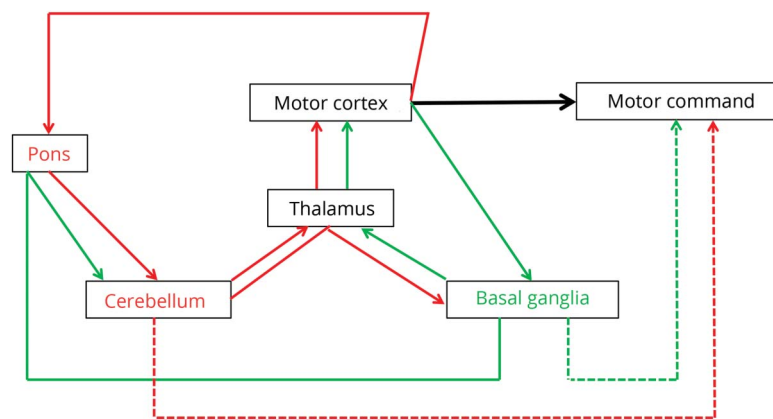 Motor cortex
Motor command
Pons
Thalamus
Cerebellum
Basal ganglia